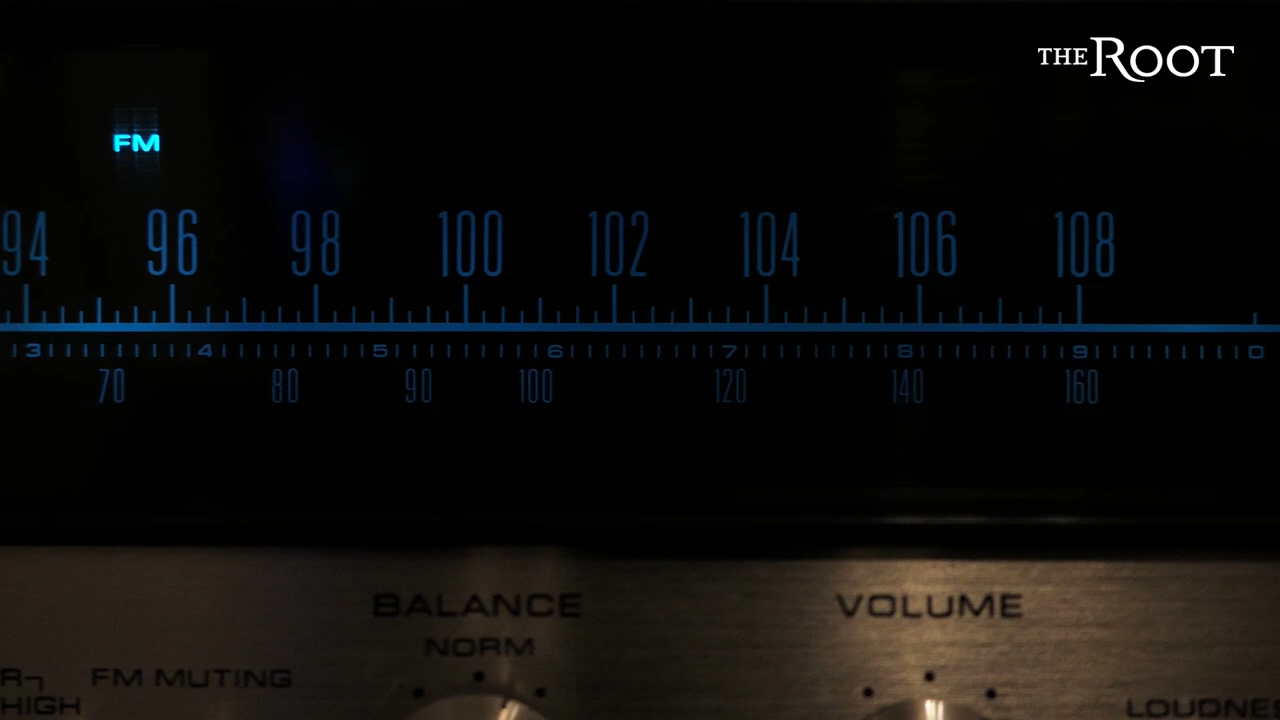 THE ROOT
FM
94 96 98 100 102 104 106 108
3 4 5 6 7 8 9 0
70 80 90 100 120 140 160
BALANCE VOLUME
NORM
R FM MUTING
HIGH LOUDNE